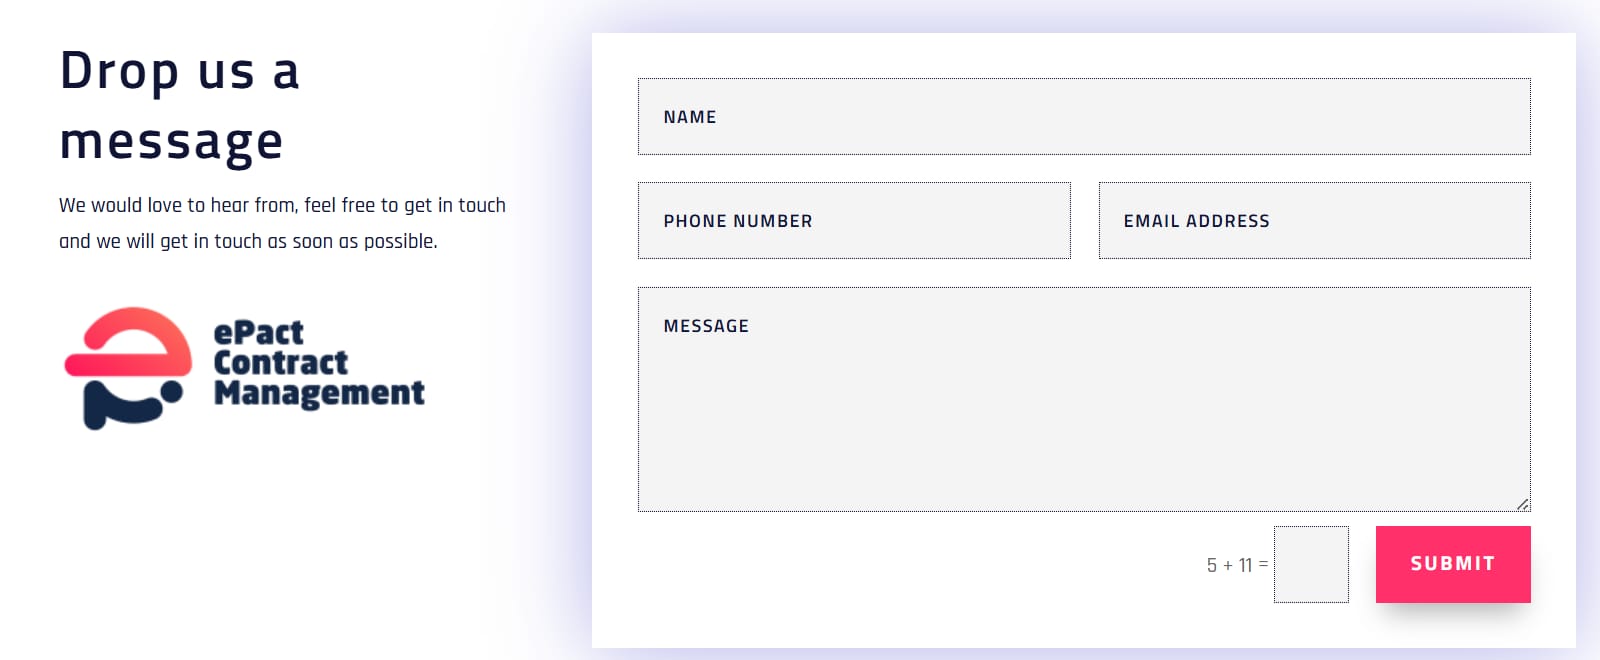 Drop us a
message
We would love to hear from, feel free to get in touch
and we will get in touch as soon as possible.
ePact
Contract
Management
NAME
PHONE NUMBER
EMAIL ADDRESS
MESSAGE
5 + 11 =
SUBMIT